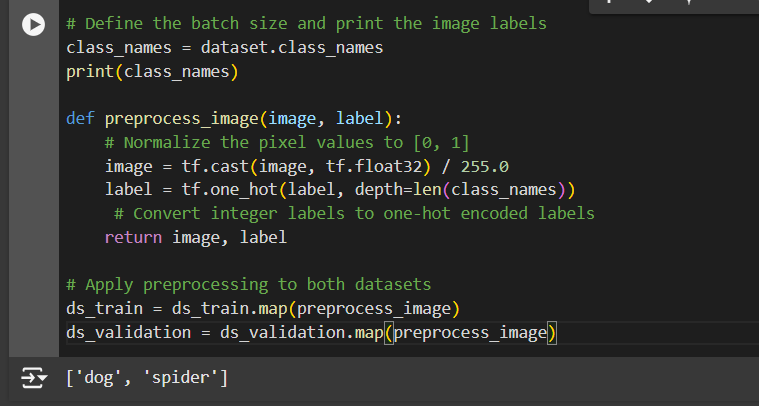 # Define the batch size and print the image labels
class_names = dataset.class_names
print(class_names)
def preprocess_image(image, label):
# Normalize the pixel values to [0, 1]
image = tf.cast(image, tf.float32) / 255.0
label = tf.one_hot(label, depth=len(class_names))
# Convert integer labels to one-hot encoded labels
return image, label
# Apply preprocessing to both datasets
ds_train = ds_train.map(preprocess_image)
ds_validation = ds_validation.map(preprocess_image)
['dog', 'spider']